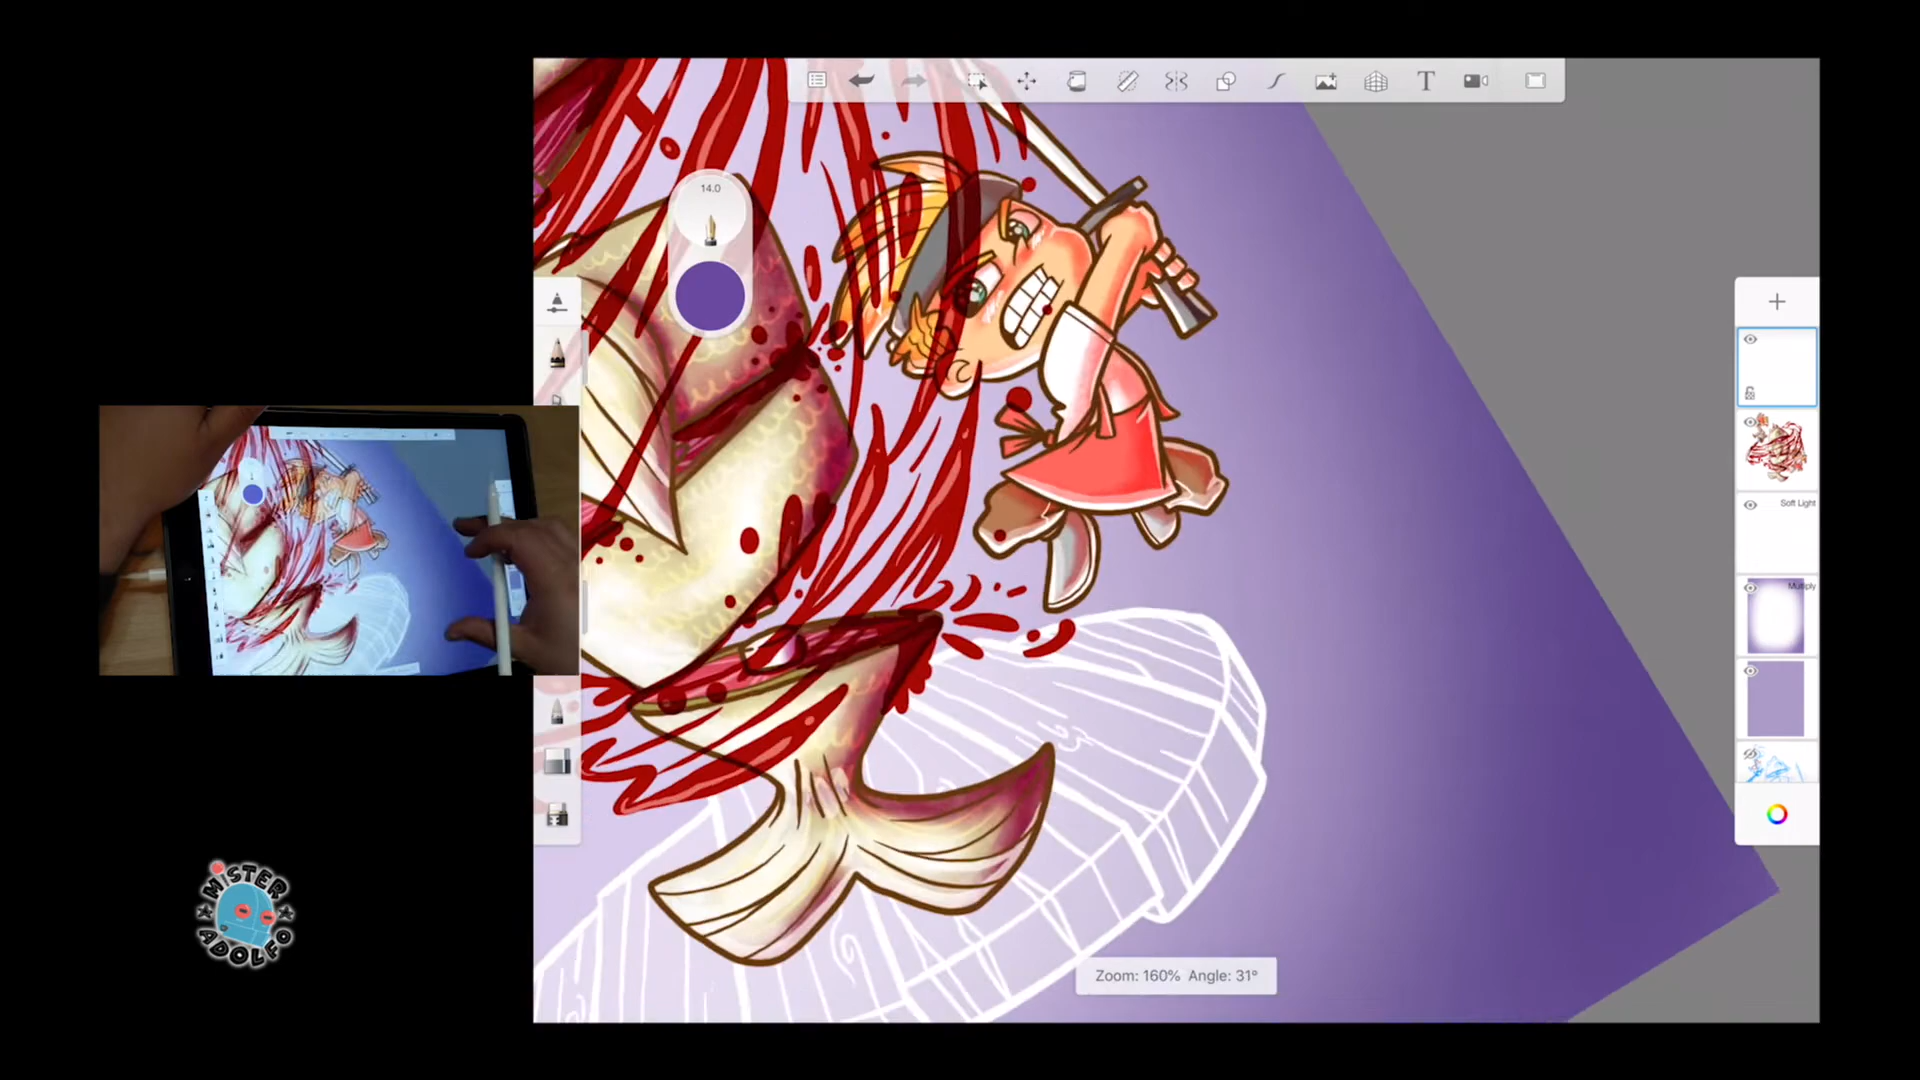 14.0
T
Soft Light
Multiply
Zoom: 160% Angle: 31°
MISTER
ADOLFO